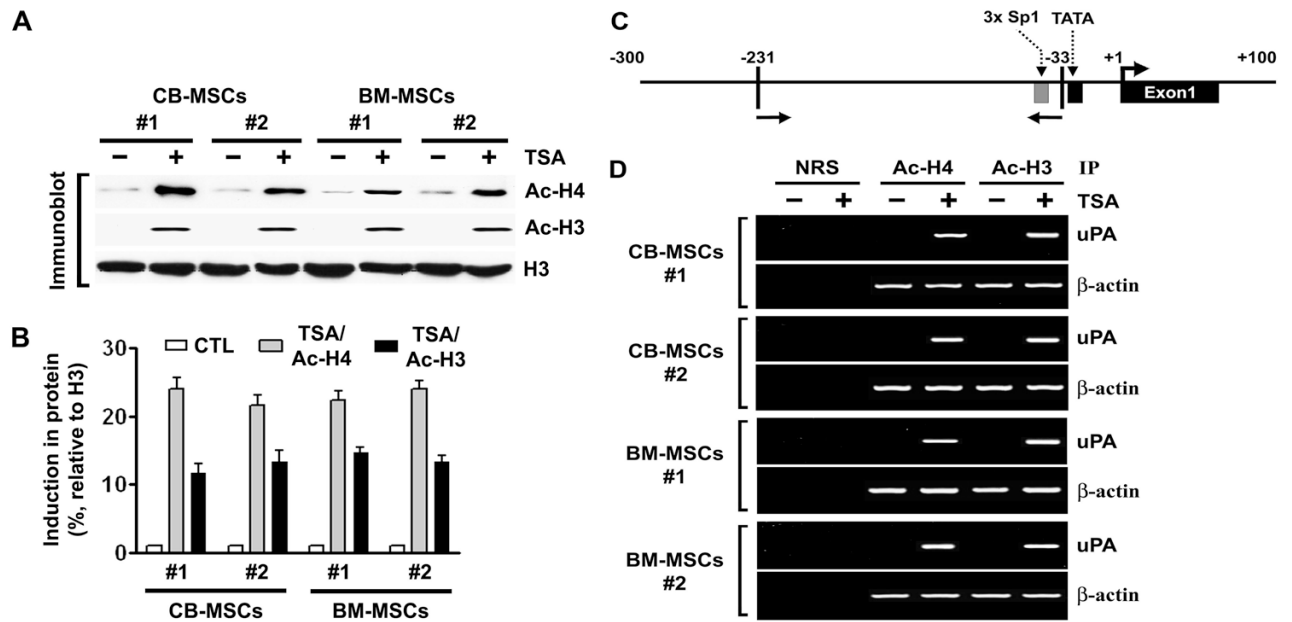 A
CB-MSCs BM-MSCs
#1 #2 #1 #2
− + − + − + − + TSA
Immunoblot
Ac-H4
Ac-H3
H3
B
CTL TSA/Ac-H4 TSA/Ac-H3
Induction in protein
(%, relative to H3)
30
20
10
0
#1 #2 #1 #2
CB-MSCs BM-MSCs
C
3x Sp1 TATA
-300 -231 -33 +1 +100
Exon1
D
NRS Ac-H4 Ac-H3 IP
− + − + − + TSA
CB-MSCs
#1
uPA
β-actin
CB-MSCs
#2
uPA
β-actin
BM-MSCs
#1
uPA
β-actin
BM-MSCs
#2
uPA
β-actin